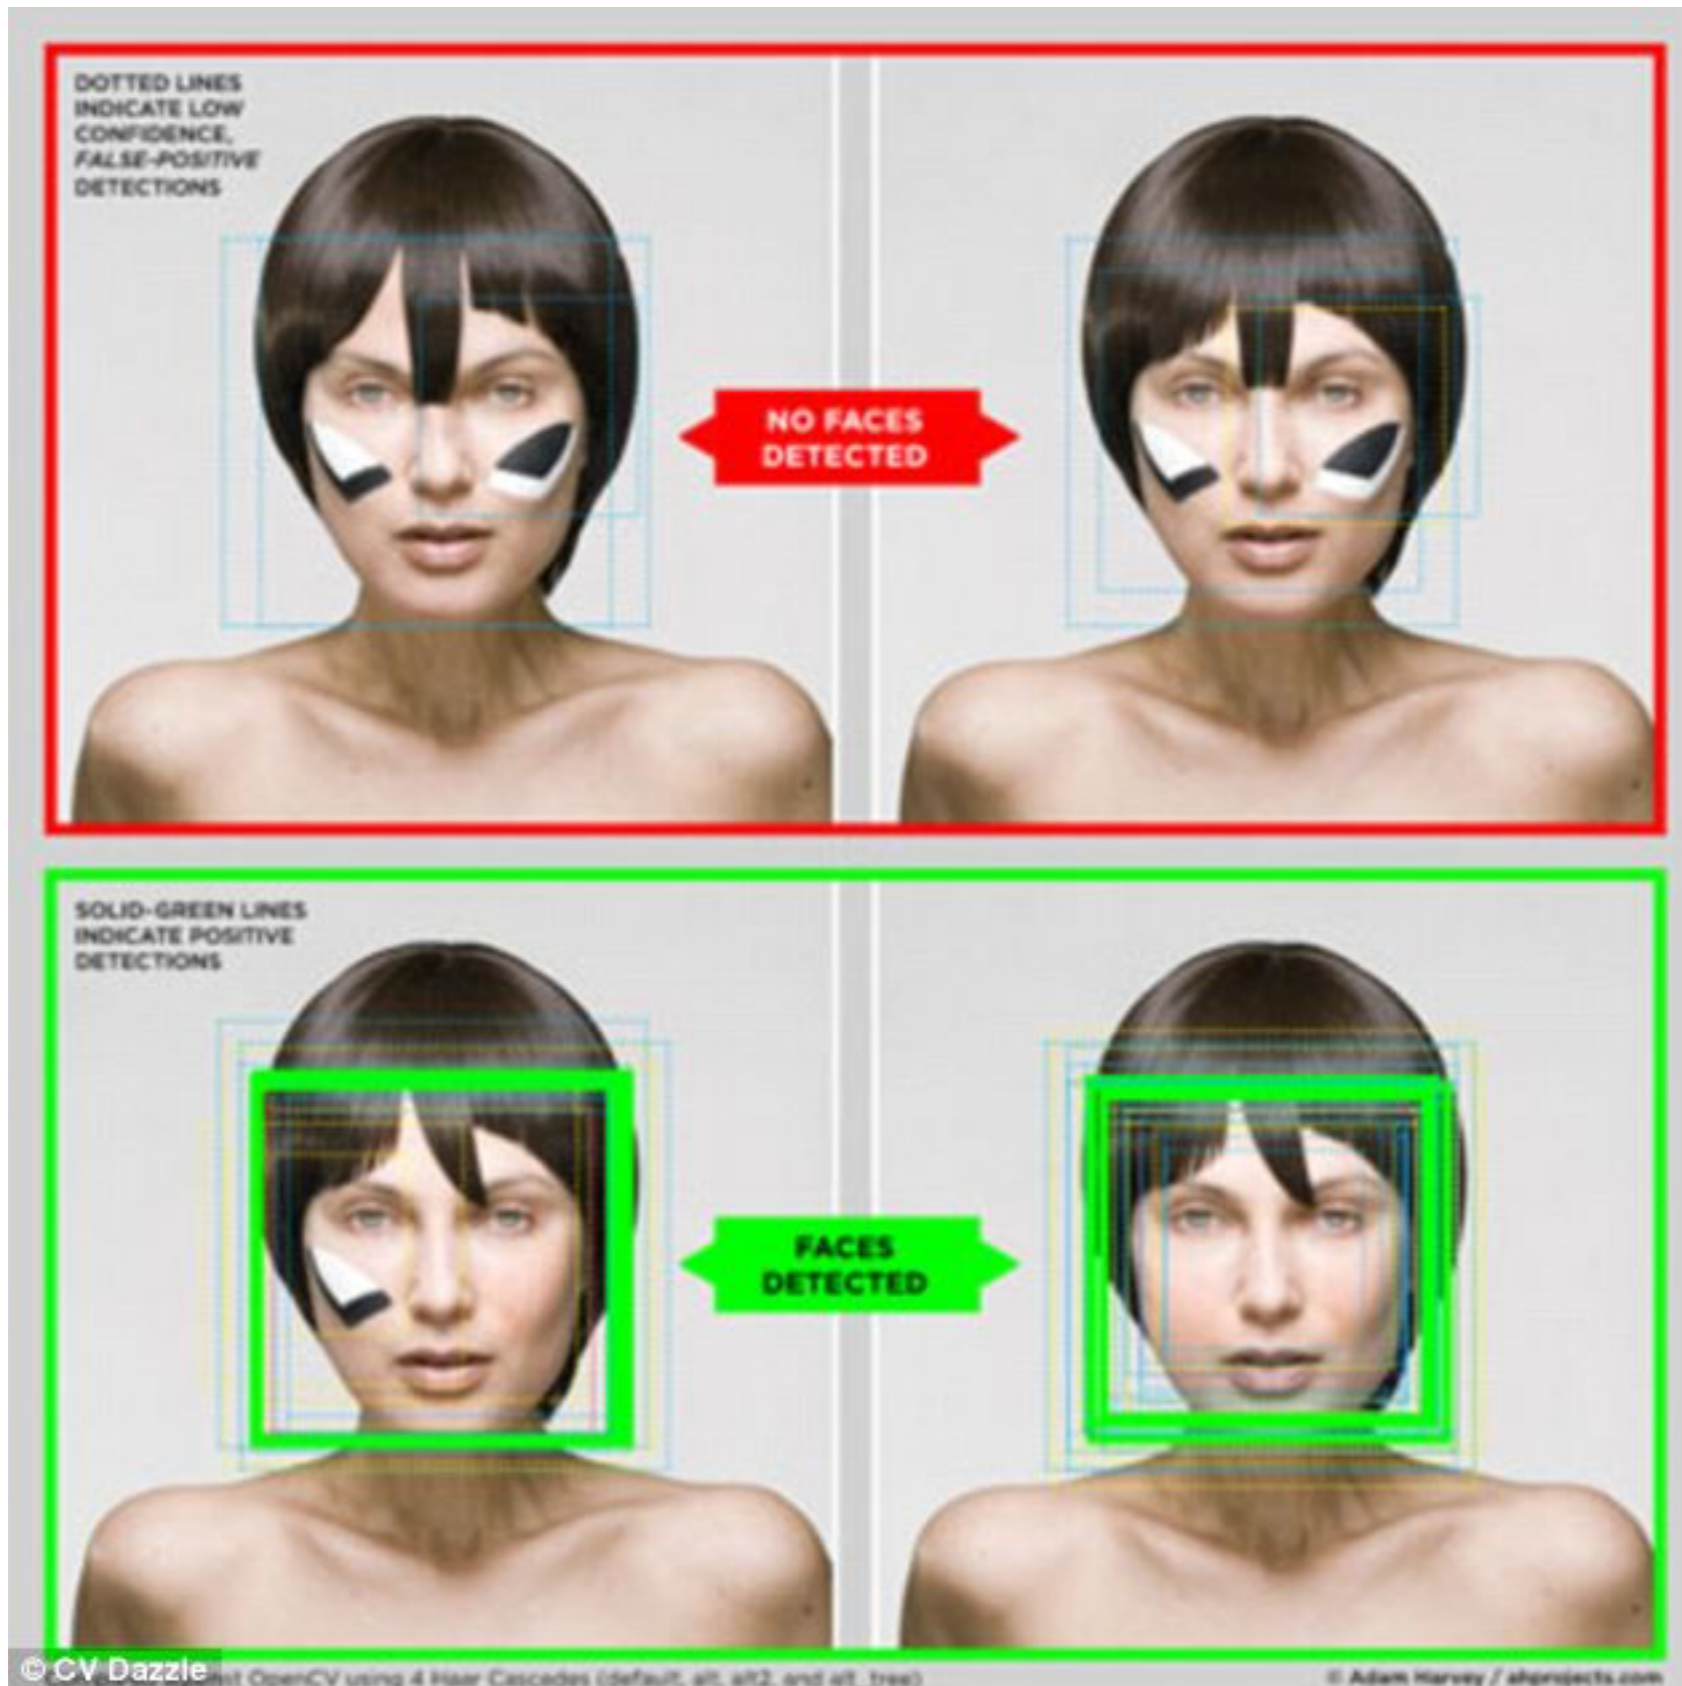 DOTTED LINES
INDICATE LOW
CONFIDENCE,
FALSE-POSITIVE
DETECTIONS
NO FACES
DETECTED
SOLID-GREEN LINES
INDICATE POSITIVE
DETECTIONS
FACES
DETECTED
© CV Dazzle
OpenCV using 4 Haar Cascades (default, alt, alt2, and alt_tree)
© Adam Harvey / ahprojects.com